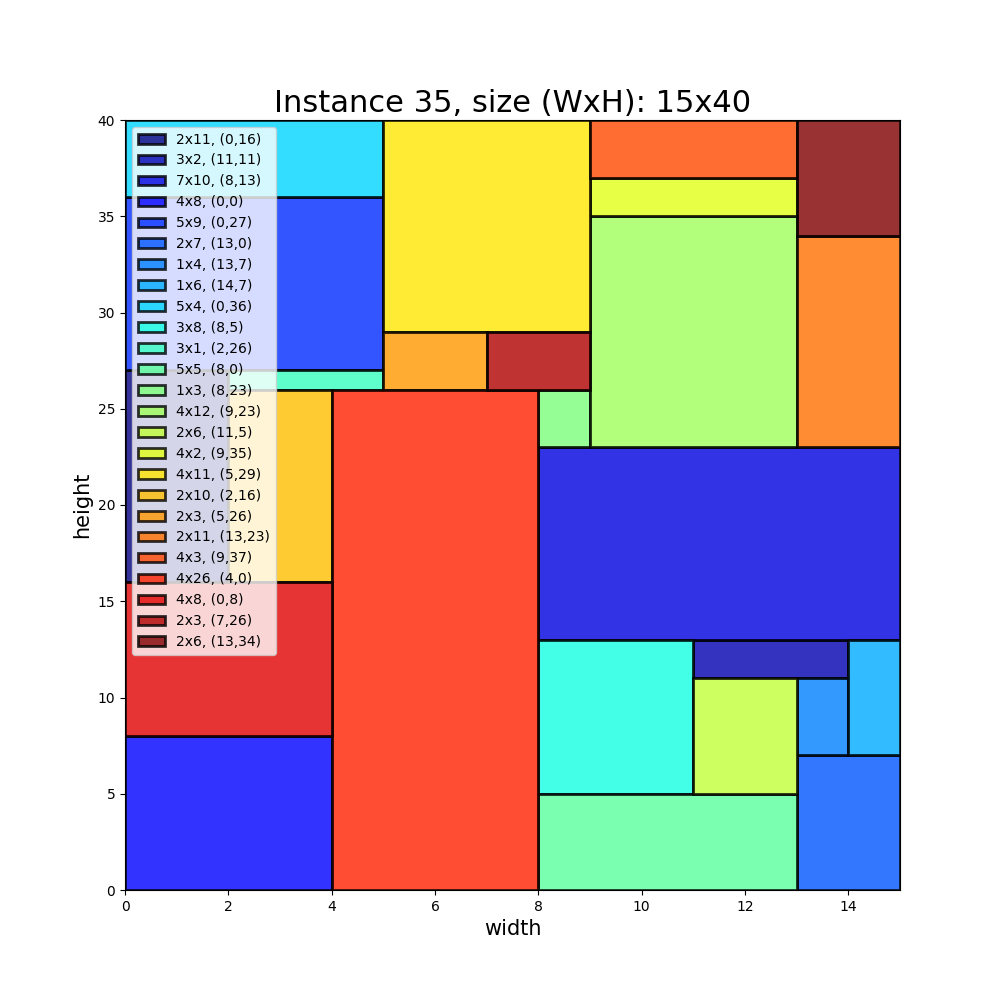 Instance 35, size (WxH): 15x40
40
35
30
25
20
15
10
5
0
height
2x11, (0,16)
3x2, (11,11)
7x10, (8,13)
4x8, (0,0)
5x9, (0,27)
2x7, (13,0)
1x4, (13,7)
1x6, (14,7)
5x4, (0,36)
3x8, (8,5)
3x1, (2,26)
5x5, (8,0)
1x3, (8,23)
4x12, (9,23)
2x6, (11,5)
4x2, (9,35)
4x11, (5,29)
2x10, (2,16)
2x3, (5,26)
2x11, (13,23)
4x3, (9,37)
4x26, (4,0)
4x8, (0,8)
2x3, (7,26)
2x6, (13,34)
0 2 4 6 8 10 12 14
width